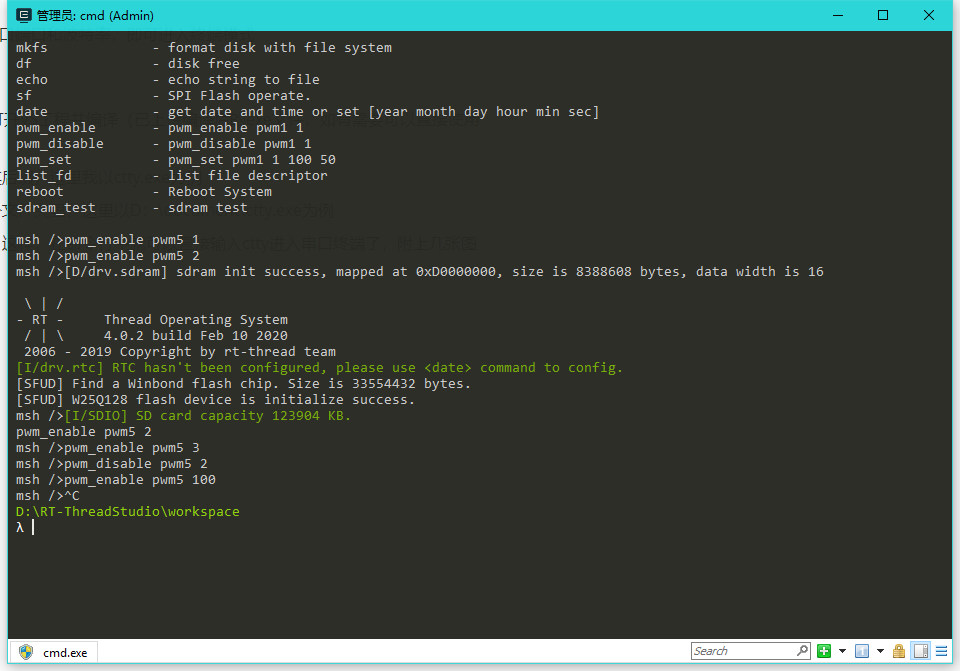 管理员: cmd (Admin)
mkfs - format disk with file system
df - disk free
echo - echo string to file
sf - SPI Flash operate.
date - get date and time or set [year month day hour min sec]
pwm_enable - pwm_enable pwm1 1
pwm_disable - pwm_disable pwm1 1
pwm_set - pwm_set pwm1 1 100 50
list_fd - list file descriptor
reboot - Reboot System
sdram_test - sdram test
msh />pwm_enable pwm5 1
msh />pwm_enable pwm5 2
msh />[D/drv.sdram] sdram init success, mapped at 0xD0000000, size is 8388608 bytes, data width is 16
\ | /
- RT - Thread Operating System
/ | \ 4.0.2 build Feb 10 2020
2006 - 2019 Copyright by rt-thread team
[I/drv.rtc] RTC hasn't been configured, please use <date> command to config.
[SFUD] Find a Winbond flash chip. Size is 33554432 bytes.
[SFUD] W25Q128 flash device is initialize success.
msh />[I/SDIO] SD card capacity 123904 KB.
pwm_enable pwm5 2
msh />pwm_enable pwm5 3
msh />pwm_disable pwm5 2
msh />pwm_enable pwm5 100
msh />^C
D:\RT-ThreadStudio\workspace
λ
cmd.exe
Search